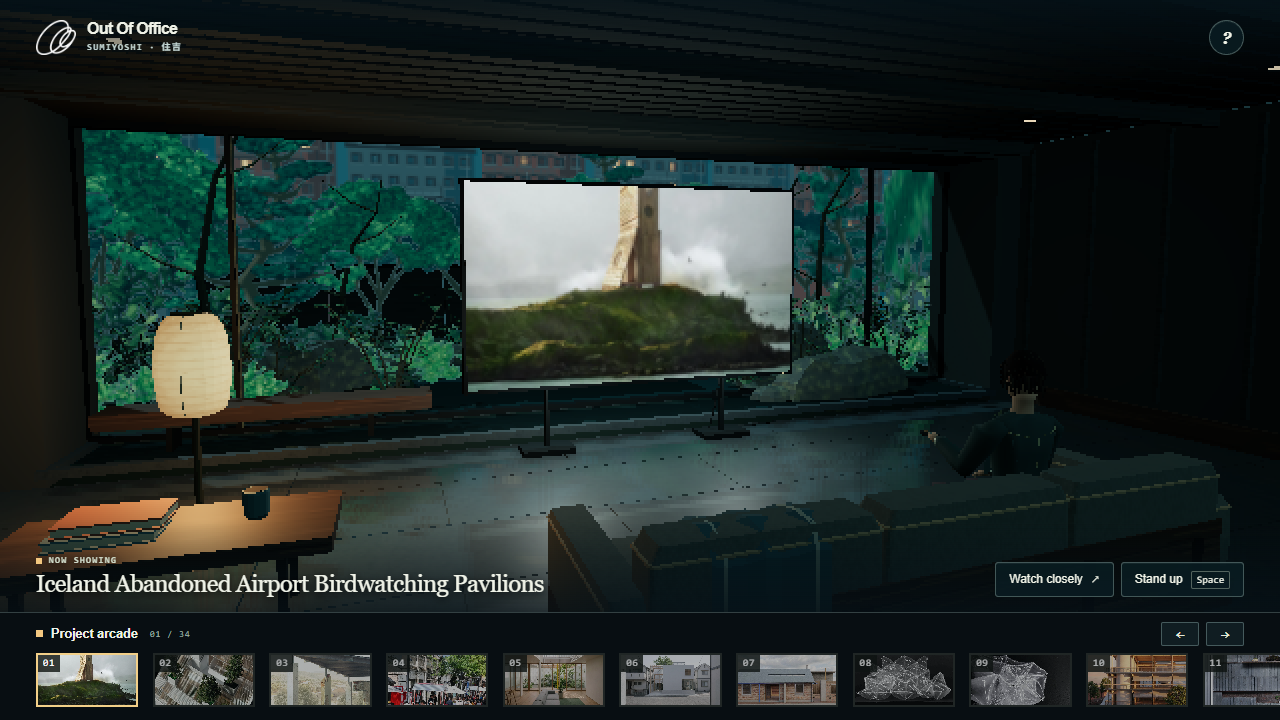 Out Of Office
SUMIYOSHI · 住吉
?
NOW SHOWING
Iceland Abandoned Airport Birdwatching Pavilions
Watch closely ↗
Stand up Space
Project arcade 01 / 34
← →
01 02 03 04 05 06 07 08 09 10 11